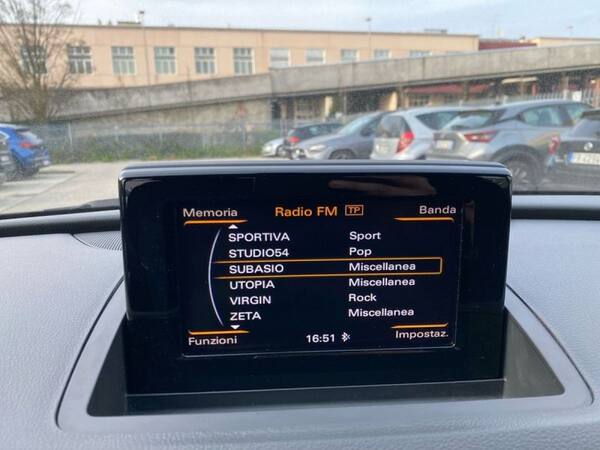 Memoria Radio FM TP Banda
SPORTIVA Sport
STUDIO54 Pop
SUBASIO Miscellanea
UTOPIA Miscellanea
VIRGIN Rock
ZETA Miscellanea
Funzioni 16:51 Impostaz.